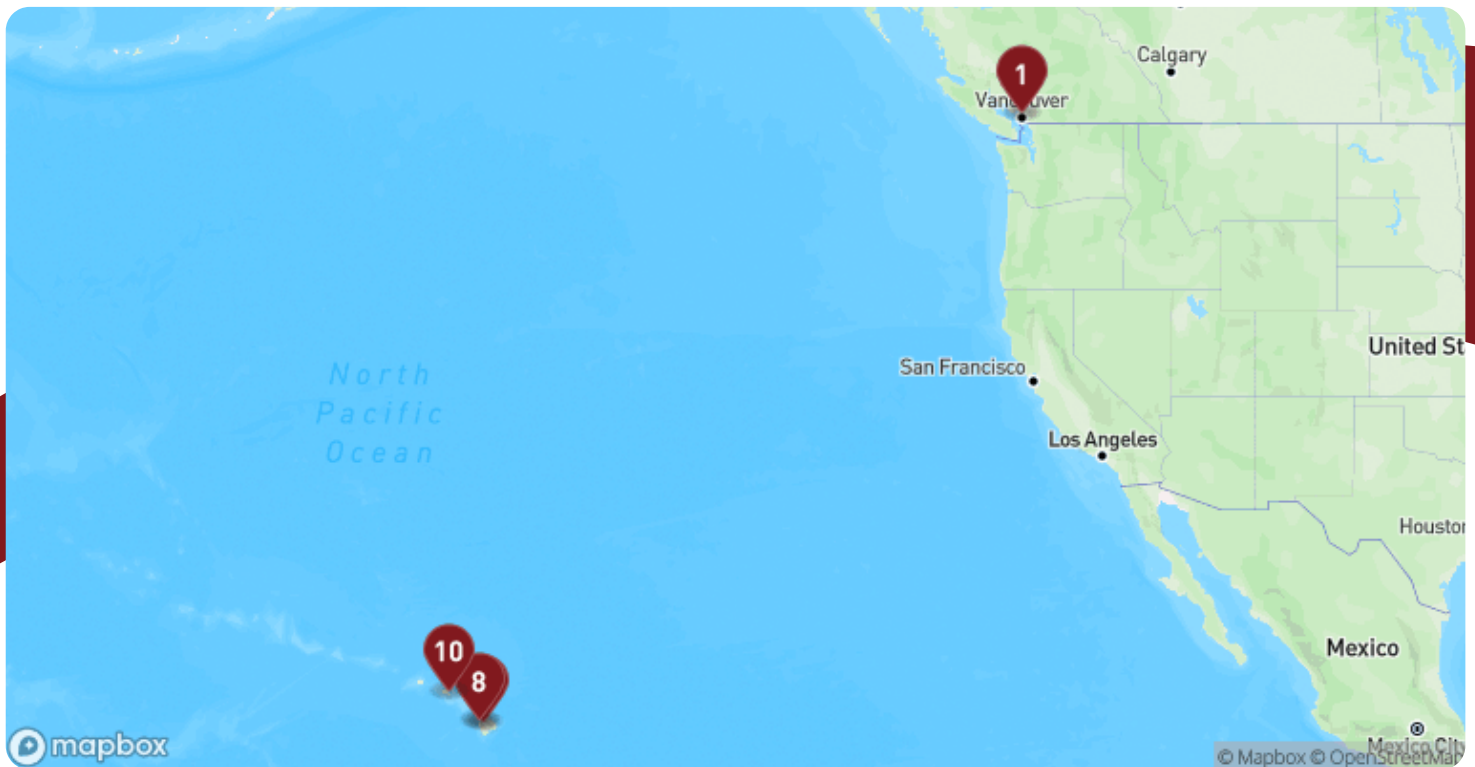 Calgary
1
Vancouver
North
Pacific
Ocean
San Francisco
United St
Los Angeles
Houston
10
8
Mexico
mapbox
Mexico City
© Mapbox © OpenStreetMap